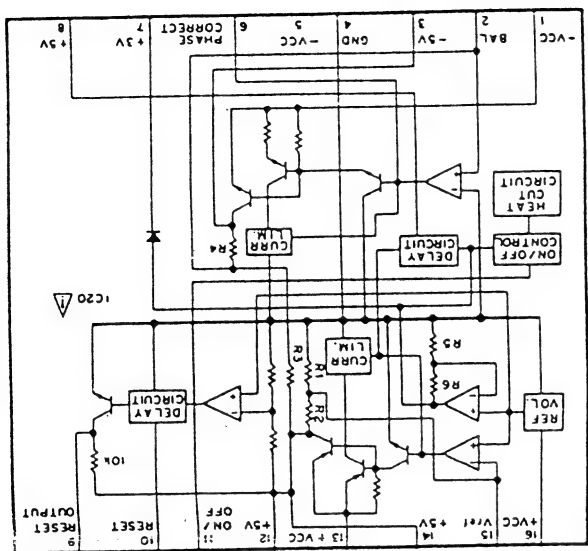 16
+VCC
15
Vref
14
+5V
13 +VCC
12
+5V
11
ON/
OFF
10
RESET
9
RESET
OUTPUT
10k
REF
VOL
R6
R5
R2
R1
R3
CURR
LIM.
DELAY
CIRCUIT
IC20
ON/OFF
CONTROL
DELAY
CIRCUIT
CURR
LIM.
R4
HEAT
CUT
CIRCUIT
-VCC
1
BAL
2
-5V
3
GND
4
-VCC
5
PHASE
CORRECT
6
+3V
7
+5V
8